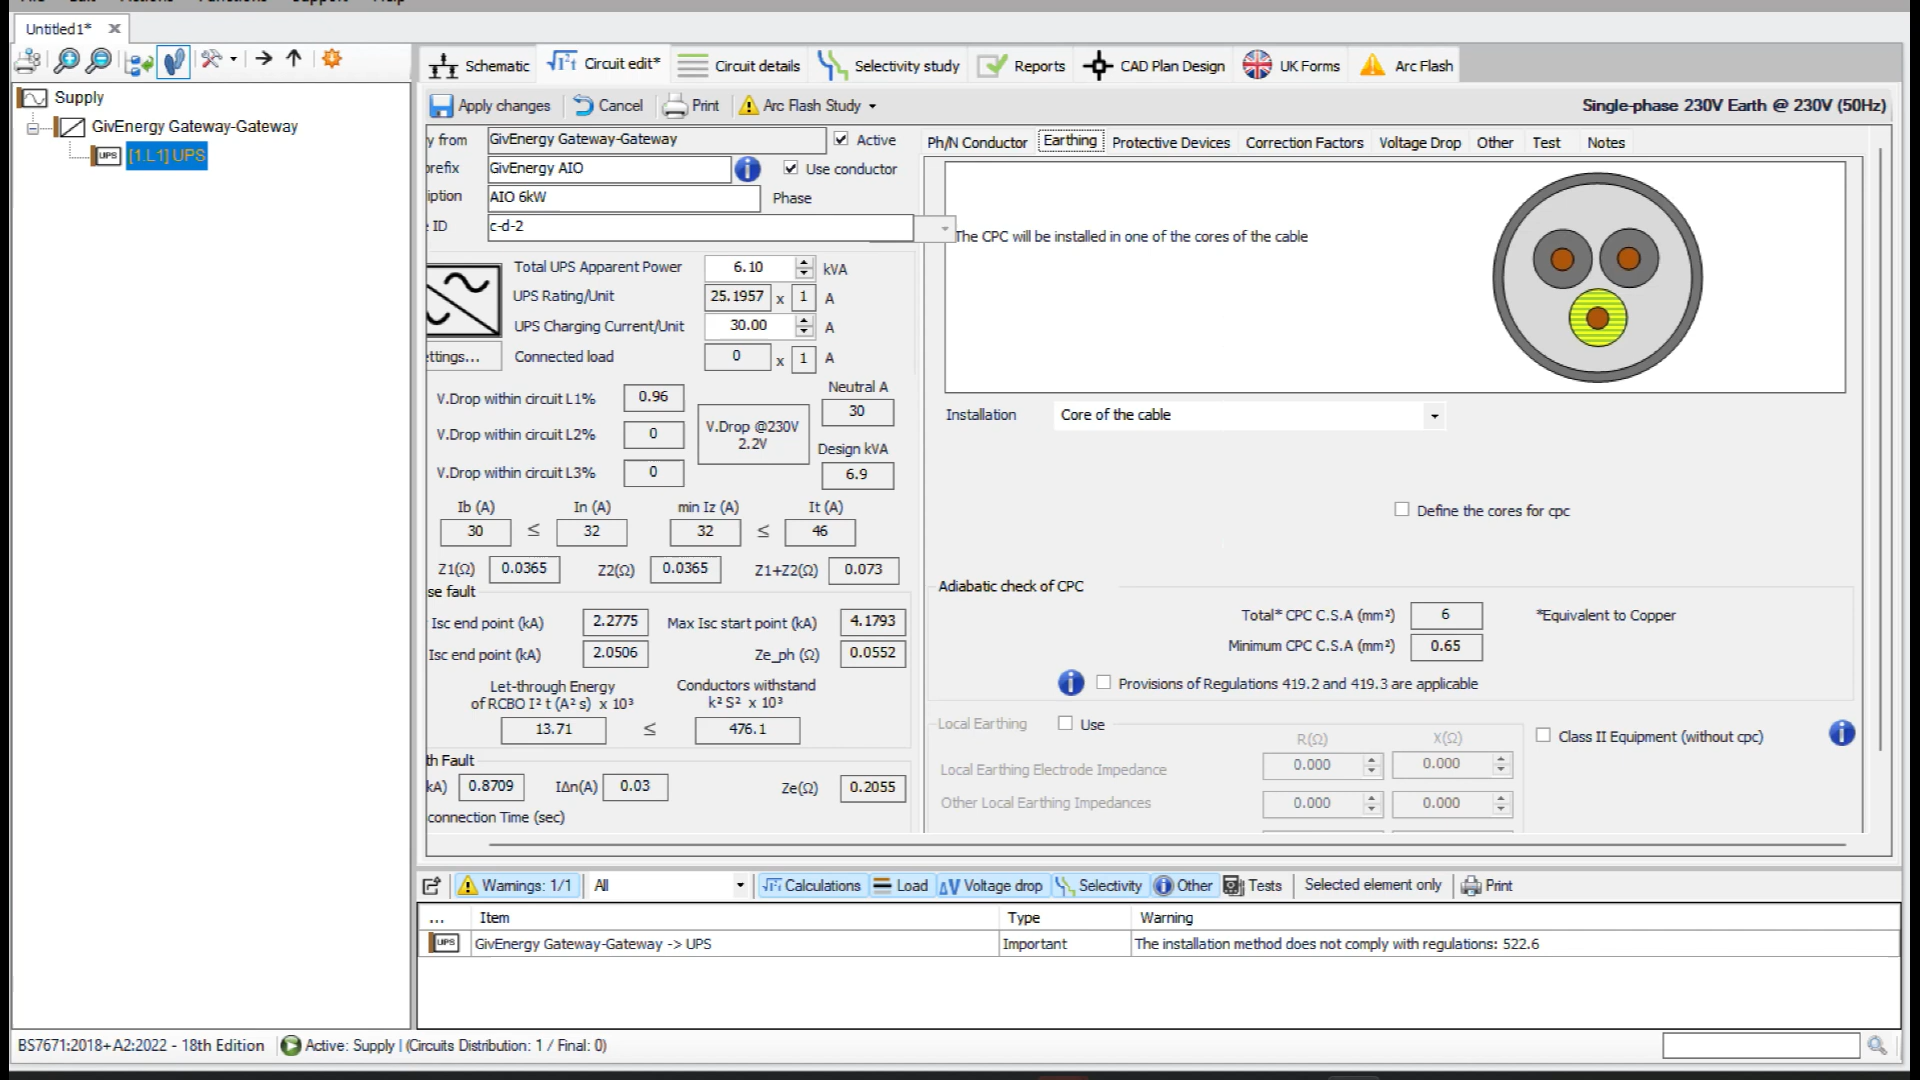 Untitled1*
Supply
GivEnergy Gateway-Gateway
UPS [1.L1] UPS
Schematic Circuit edit* Circuit details Selectivity study Reports CAD Plan Design UK Forms Arc Flash
Apply changes Cancel Print Arc Flash Study Single-phase 230V Earth @ 230V (50Hz)
y from GivEnergy Gateway-Gateway Active
refix GivEnergy AIO Use conductor
iption AIO 6kW Phase
ID c-d-2
Total UPS Apparent Power 6.10 kVA
UPS Rating/Unit 25.1957 x 1 A
UPS Charging Current/Unit 30.00 A
ettings... Connected load 0 x 1 A
Neutral A
V.Drop within circuit L1% 0.96 30
V.Drop within circuit L2% 0 V.Drop @230V 2.2V
Design kVA
V.Drop within circuit L3% 0 6.9
Ib (A) In (A) min Iz (A) It (A)
30 ≤ 32 32 ≤ 46
Z1(Ω) 0.0365 Z2(Ω) 0.0365 Z1+Z2(Ω) 0.073
se fault
Isc end point (kA) 2.2775 Max Isc start point (kA) 4.1793
Isc end point (kA) 2.0506 Ze_ph (Ω) 0.0552
Let-through Energy Conductors withstand
of RCBO I² t (A² s) x 10³ k² S² x 10³
13.71 ≤ 476.1
th Fault
kA) 0.8709 IΔn(A) 0.03 Ze(Ω) 0.2055
connection Time (sec)
Ph/N Conductor Earthing Protective Devices Correction Factors Voltage Drop Other Test Notes
The CPC will be installed in one of the cores of the cable
Installation Core of the cable
Define the cores for cpc
Adiabatic check of CPC
Total* CPC C.S.A (mm²) 6 *Equivalent to Copper
Minimum CPC C.S.A (mm²) 0.65
Provisions of Regulations 419.2 and 419.3 are applicable
Local Earthing Use
R(Ω) X(Ω) Class II Equipment (without cpc)
Local Earthing Electrode Impedance 0.000 0.000
Other Local Earthing Impedances 0.000 0.000
Warnings: 1/1 All Calculations Load ΔV Voltage drop Selectivity Other Tests Selected element only Print
... Item Type Warning
UPS GivEnergy Gateway-Gateway -> UPS Important The installation method does not comply with regulations: 522.6
BS7671:2018+A2:2022 - 18th Edition Active: Supply | (Circuits Distribution: 1 / Final: 0)